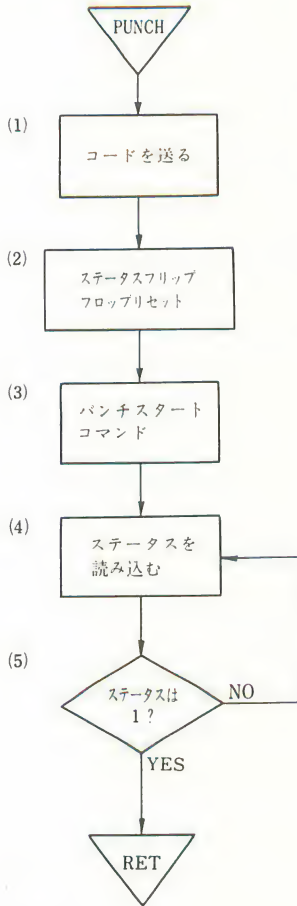 PUNCH
(1)
コードを送る
(2)
ステータスフリップ
フロップリセット
(3)
パンチスタート
コマンド
(4)
ステータスを
読み込む
(5)
ステータスは
1?
NO
YES
RET